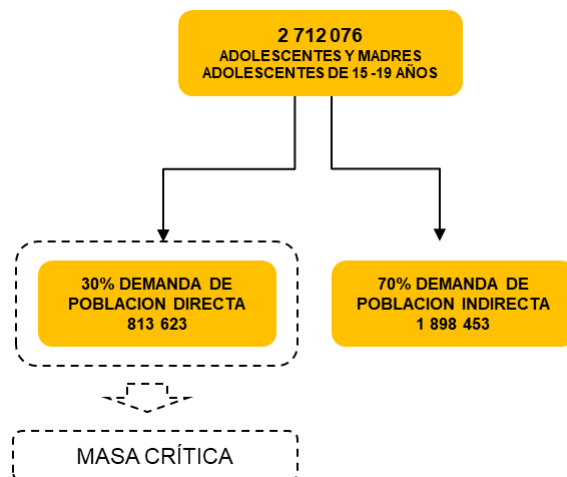 2 712 076
ADOLESCENTES Y MADRES
ADOLESCENTES DE 15 -19 AÑOS
30% DEMANDA DE
POBLACION DIRECTA
813 623
70% DEMANDA DE
POBLACION INDIRECTA
1 898 453
MASA CRÍTICA